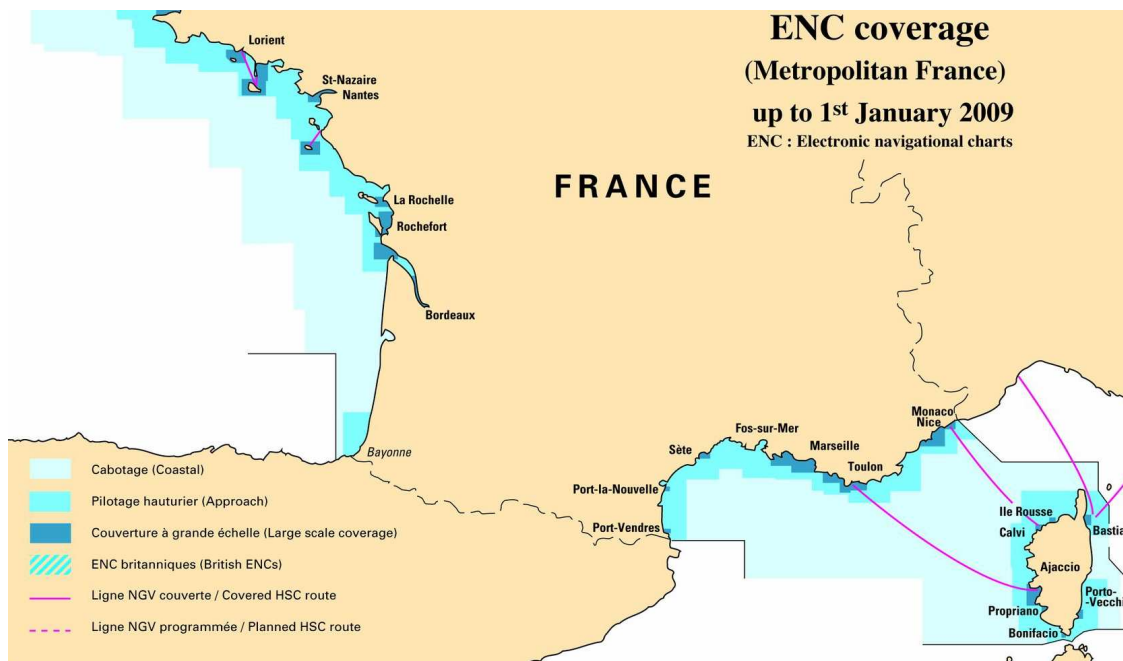 ENC coverage
(Metropolitan France)
up to 1st January 2009
ENC : Electronic navigational charts
Lorient
St-Nazaire
Nantes
FRANCE
La Rochelle
Rochefort
Bordeaux
Monaco
Nice
Fos-sur-Mer
Marseille
Sète
Toulon
Bayonne
Port-la-Nouvelle
Port-Vendres
Ile Rousse
Calvi
Bastia
Ajaccio
Porto-
-Vecchi
Propriano
Bonifacio
Cabotage (Coastal)
Pilotage hauturier (Approach)
Couverture à grande échelle (Large scale coverage)
ENC britanniques (British ENCs)
Ligne NGV couverte / Covered HSC route
Ligne NGV programmée / Planned HSC route